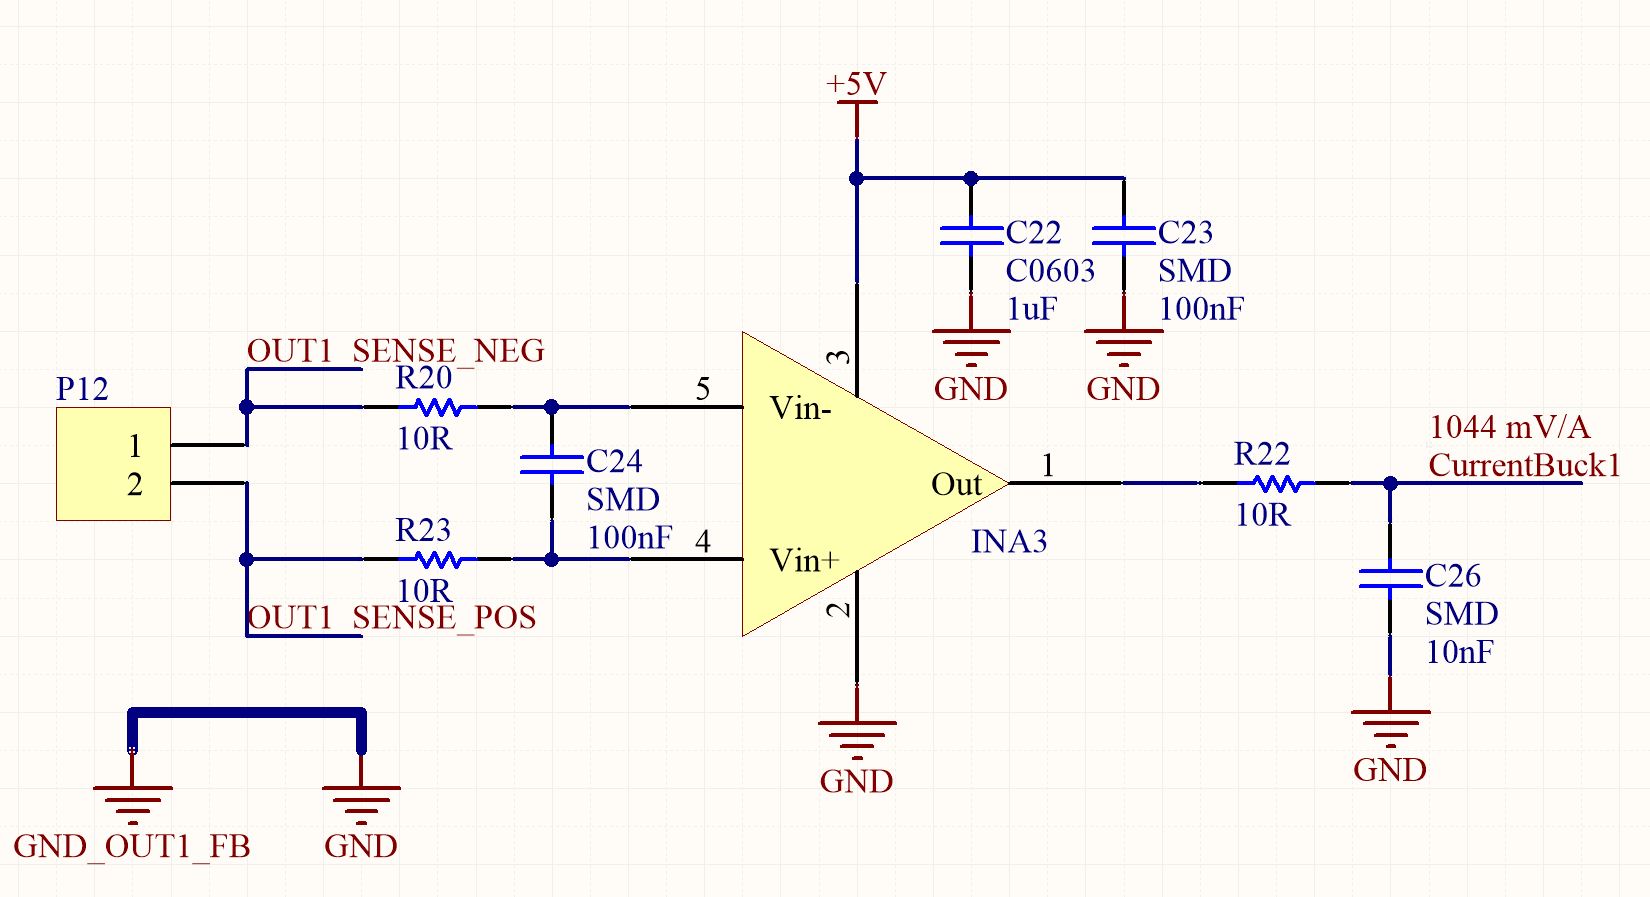 +5V
C22
C0603
1uF
C23
SMD
100nF
GND
GND
3
OUT1_SENSE_NEG
P12
1
2
R20
10R
5
Vin-
C24
SMD
100nF
R23
10R
4
Vin+
OUT1_SENSE_POS
Out
1
INA3
2
GND
R22
10R
1044 mV/A
CurrentBuck1
C26
SMD
10nF
GND
GND_OUT1_FB
GND